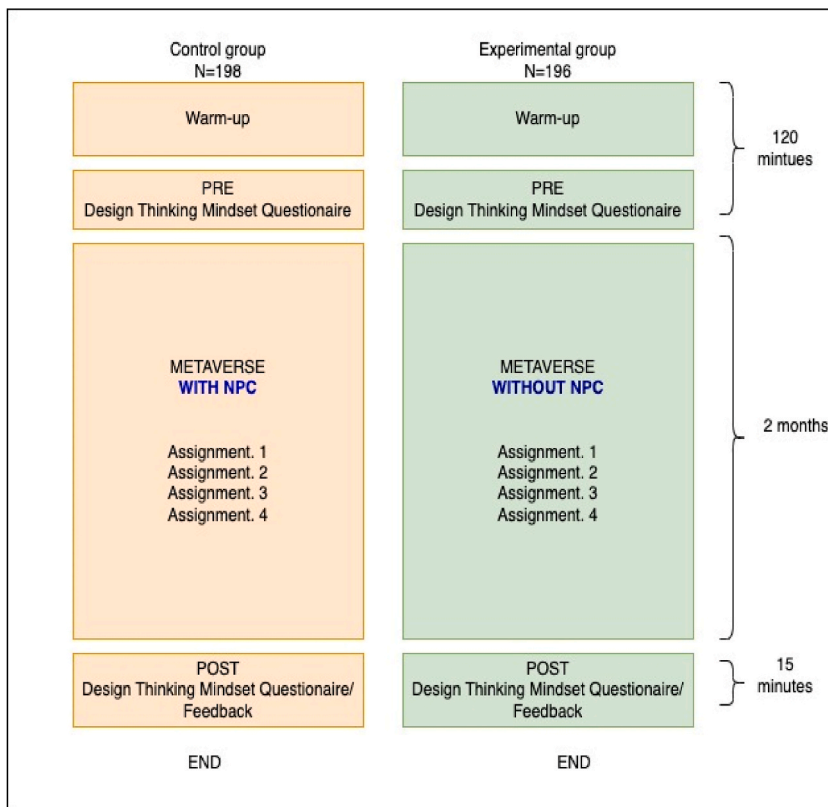 Control group
N=198
Warm-up
PRE
Design Thinking Mindset Questionaire
METAVERSE
WITH NPC
Assignment. 1
Assignment. 2
Assignment. 3
Assignment. 4
POST
Design Thinking Mindset Questionaire/
Feedback
END
Experimental group
N=196
Warm-up
PRE
Design Thinking Mindset Questionaire
METAVERSE
WITHOUT NPC
Assignment. 1
Assignment. 2
Assignment. 3
Assignment. 4
POST
Design Thinking Mindset Questionaire/
Feedback
END
120
mintues
2 months
15
minutes